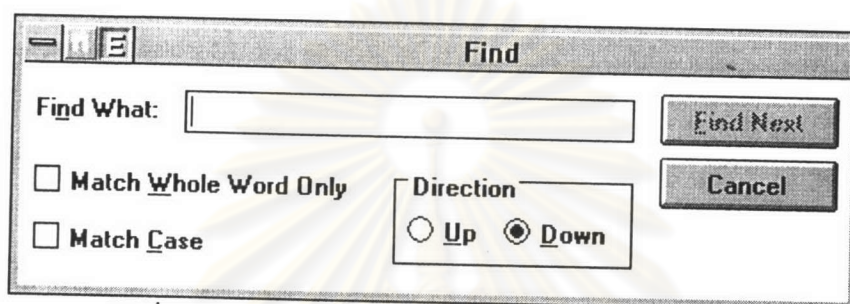 Find
Find What:
Find Next
Match Whole Word Only
Direction
Cancel
Match Case
Up
Down